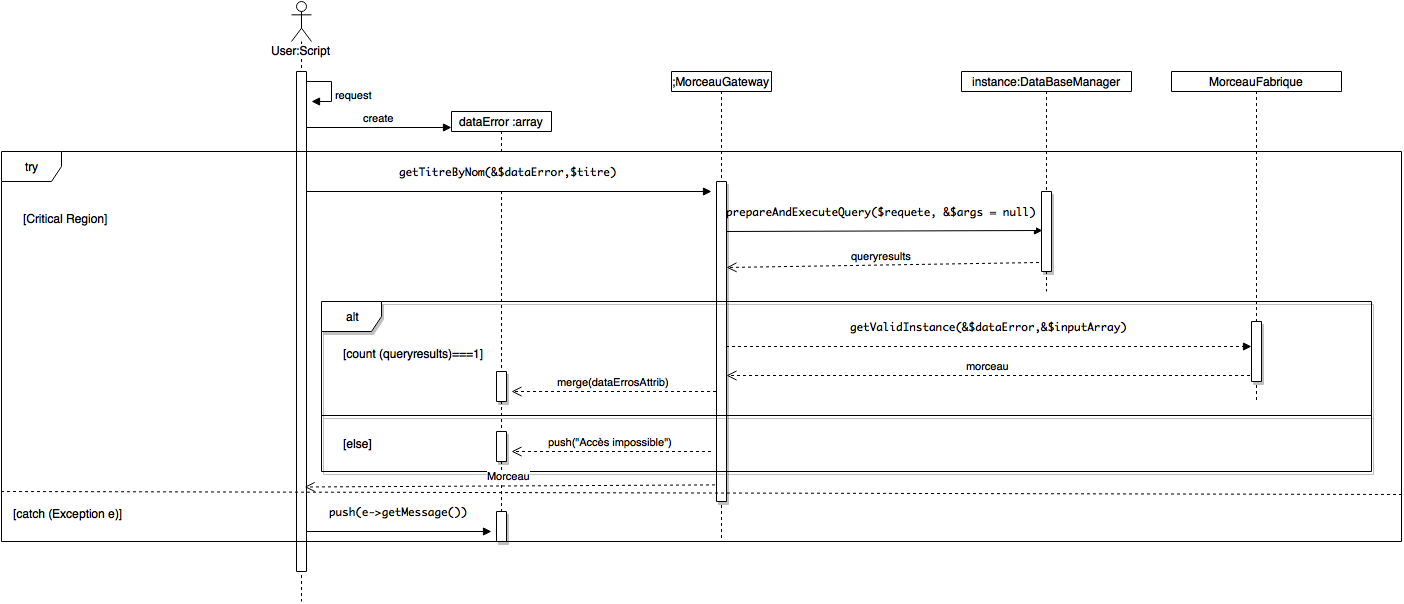 User:Script
request
create
dataError :array
;MorceauGateway
instance:DataBaseManager
MorceauFabrique
try
getTitreByNom(&$dataError,$titre)
[Critical Region]
prepareAndExecuteQuery($requete, &$args = null)
queryresults
alt
getValidInstance(&$dataError,&$inputArray)
[count (queryresults)===1]
morceau
merge(dataErrosAttrib)
[else]
push("Accès impossible")
Morceau
[catch (Exception e)]
push(e->getMessage())